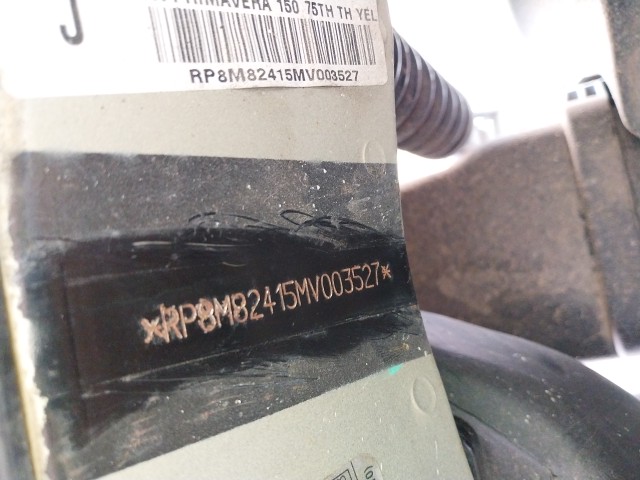 PRIMAVERA 150 75TH TH YEL
J
RP8M82415MV003527
*RP8M82415MV003527*